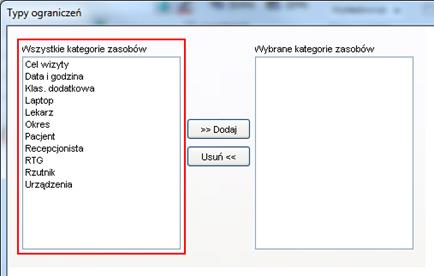 Typy ograniczeń
Wszystkie kategorie zasobów
Wybrane kategorie zasobów
Cel wizyty
Data i godzina
Klas. dodatkowa
Laptop
Lekarz
Okres
Pacjent
Recepcjonista
RTG
Rzutnik
Urządzenia
>> Dodaj
Usuń <<